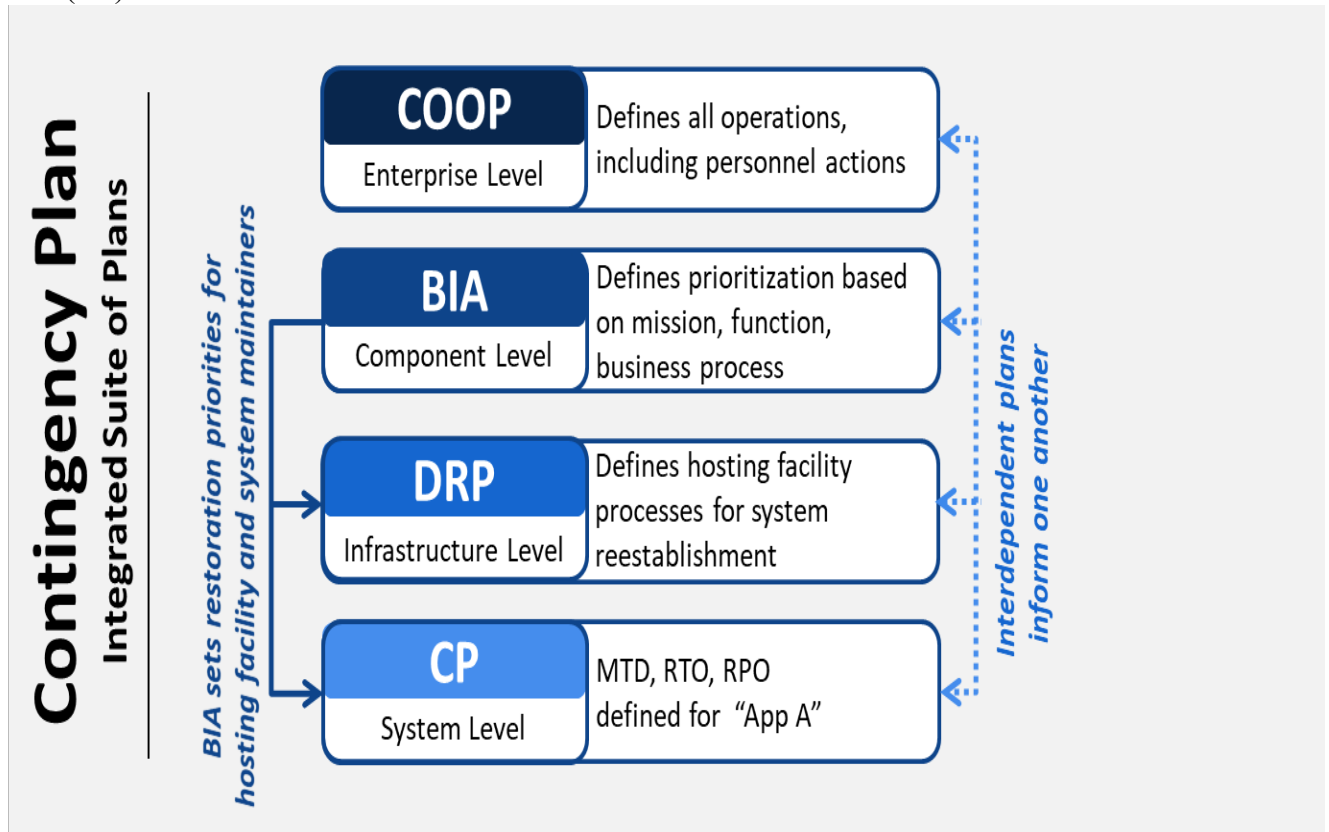 Contingency Plan
Integrated Suite of Plans
BIA sets restoration priorities for
hosting facility and system maintainers
COOP
Enterprise Level
Defines all operations,
including personnel actions
BIA
Component Level
Defines prioritization based
on mission, function,
business process
DRP
Infrastructure Level
Defines hosting facility
processes for system
reestablishment
CP
System Level
MTD, RTO, RPO
defined for “App A”
Interdependent plans
inform one another